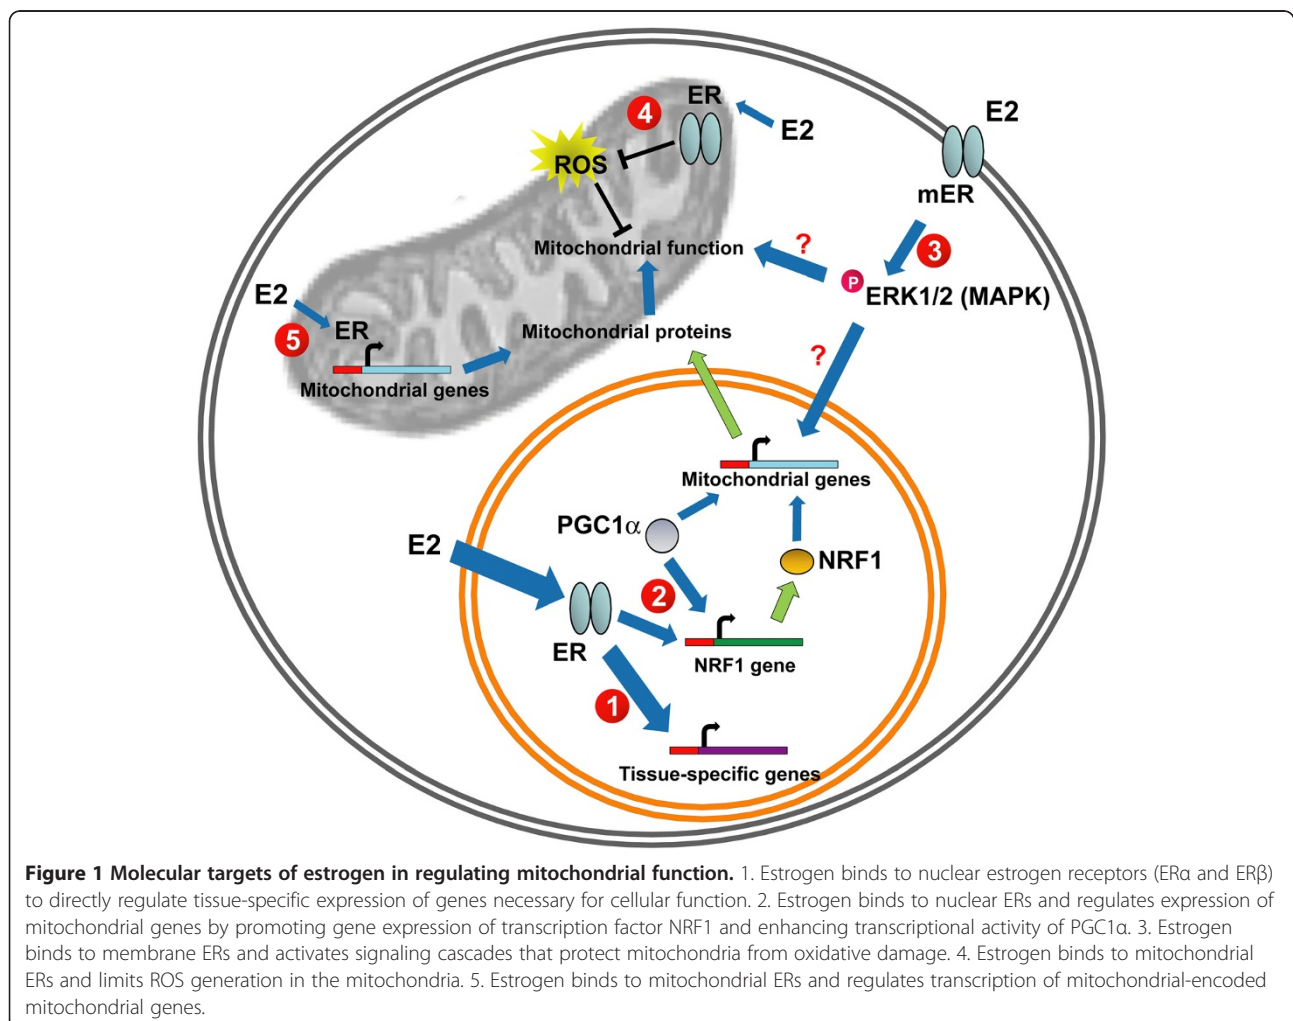 ER
4
E2
E2
ROS
mER
Mitochondrial function
?
3
P
ERK1/2 (MAPK)
E2
ER
5
Mitochondrial proteins
?
Mitochondrial genes
Mitochondrial genes
PGC1α
E2
NRF1
2
ER
NRF1 gene
1
Tissue-specific genes
Figure 1 Molecular targets of estrogen in regulating mitochondrial function. 1. Estrogen binds to nuclear estrogen receptors (ERα and ERβ)
to directly regulate tissue-specific expression of genes necessary for cellular function. 2. Estrogen binds to nuclear ERs and regulates expression of
mitochondrial genes by promoting gene expression of transcription factor NRF1 and enhancing transcriptional activity of PGC1α. 3. Estrogen
binds to membrane ERs and activates signaling cascades that protect mitochondria from oxidative damage. 4. Estrogen binds to mitochondrial
ERs and limits ROS generation in the mitochondria. 5. Estrogen binds to mitochondrial ERs and regulates transcription of mitochondrial-encoded
mitochondrial genes.